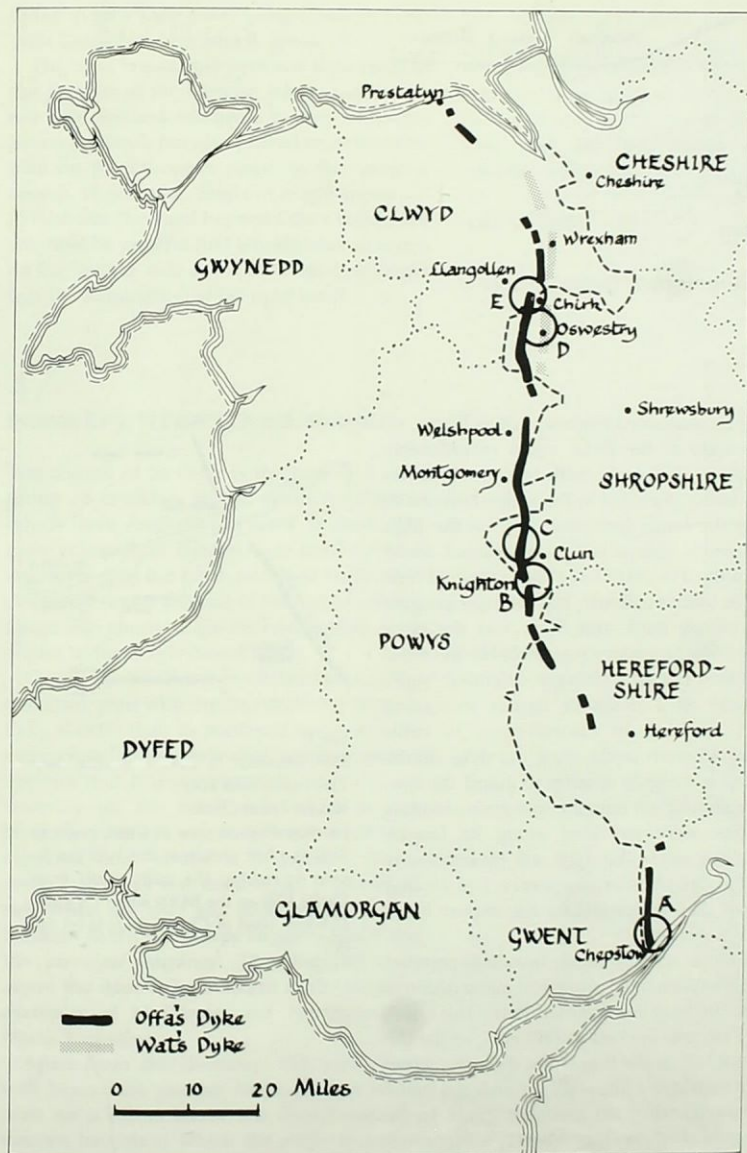 Prestatyn
CHESHIRE
Cheshire
CLWYD
Wrexham
GWYNEDD
Llangollen
E
Chirk
Oswestry
D
Shrewsbury
Welshpool
Montgomery
SHROPSHIRE
C
Clun
Knighton
B
POWYS
HEREFORD-
SHIRE
Hereford
DYFED
GLAMORGAN
A
GWENT
Chepstow
Offa's Dyke
Wat's Dyke
0 10 20 Miles